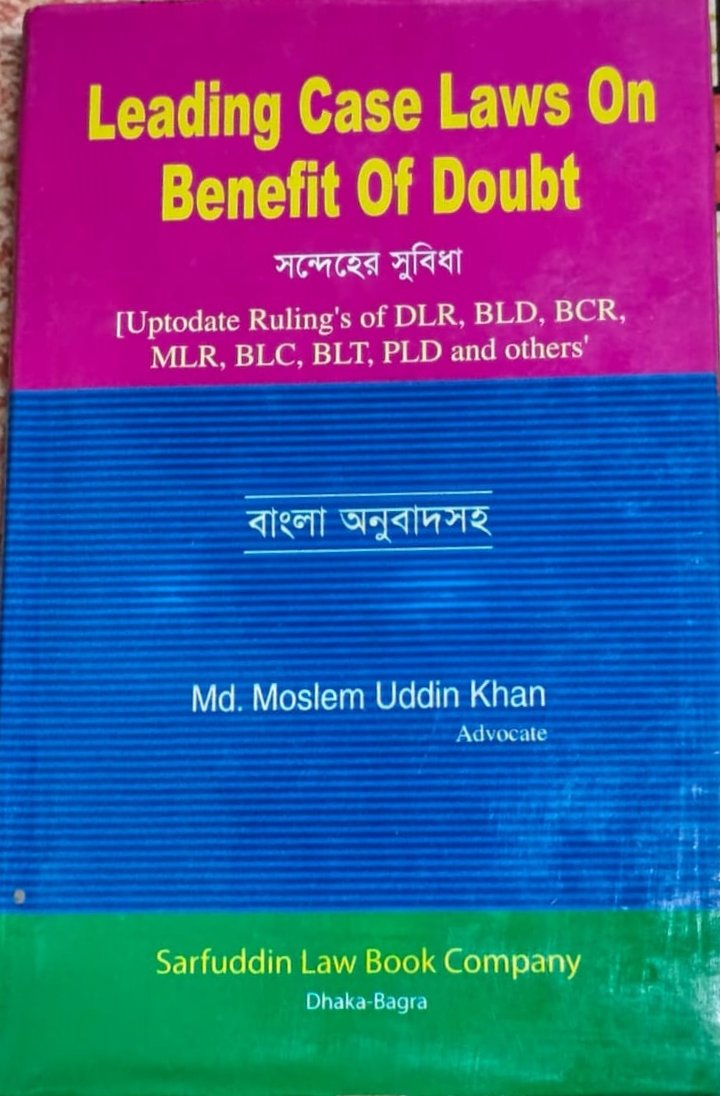 Leading Case Laws On
Benefit Of Doubt
সন্দেহের সুবিধা
[Uptodate Ruling's of DLR, BLD, BCR,
MLR, BLC, BLT, PLD and others'
বাংলা অনুবাদসহ
Md. Moslem Uddin Khan
Advocate
Sarfuddin Law Book Company
Dhaka-Bagra